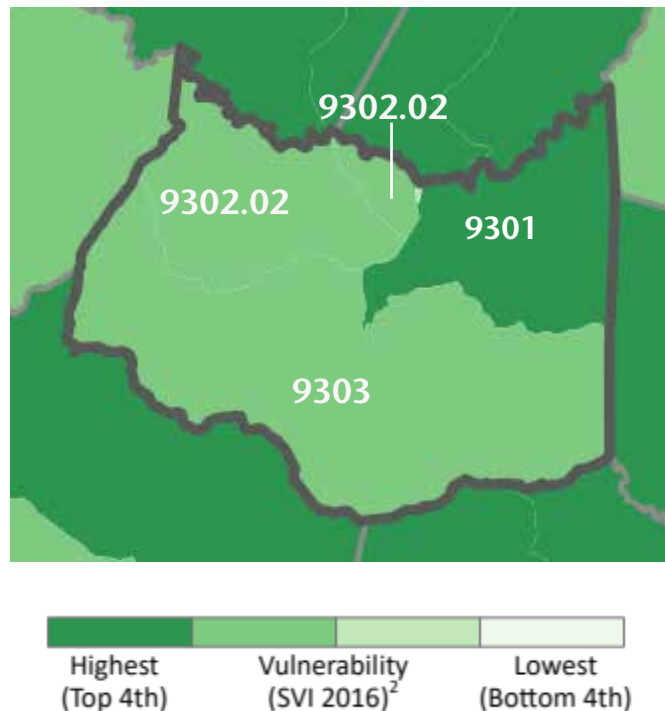 9302.02
9302.02
9301
9303
Highest
(Top 4th)
Vulnerability
(SVI 2016)²
Lowest
(Bottom 4th)